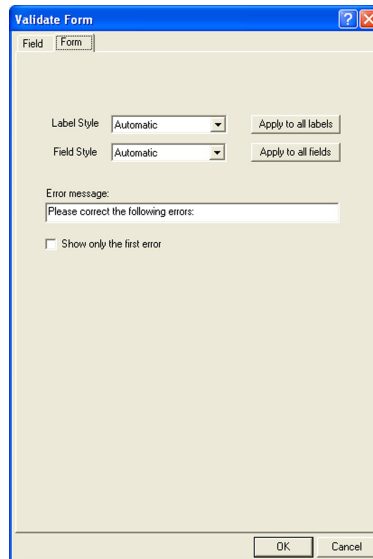 Validate Form
Field Form
Label Style Automatic Apply to all labels
Field Style Automatic Apply to all fields
Error message:
Please correct the following errors:
Show only the first error
OK Cancel